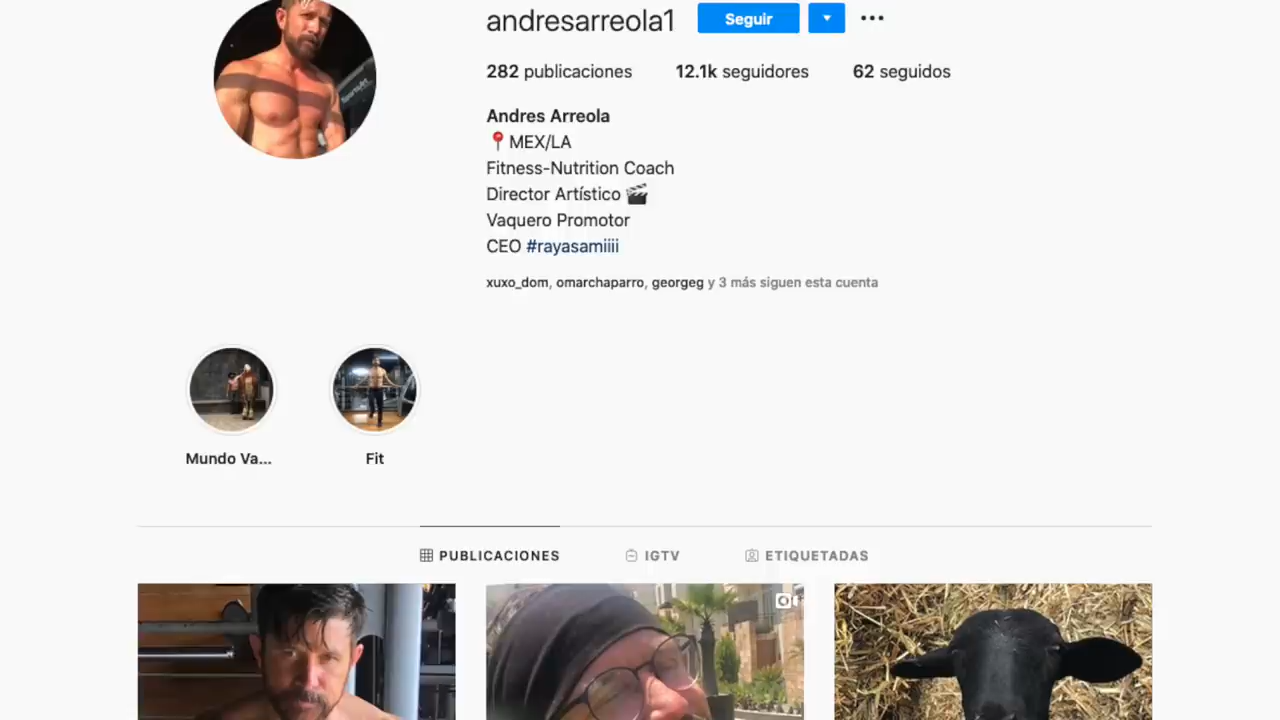 andresarreola1 Seguir
282 publicaciones 12.1k seguidores 62 seguidos
Andres Arreola
📍MEX/LA
Fitness-Nutrition Coach
Director Artístico 🎬
Vaquero Promotor
CEO #rayasamiiii
xuxo_dom, omarchaparro, georgeg y 3 más siguen esta cuenta
Mundo Va... Fit
PUBLICACIONES IGTV ETIQUETADAS